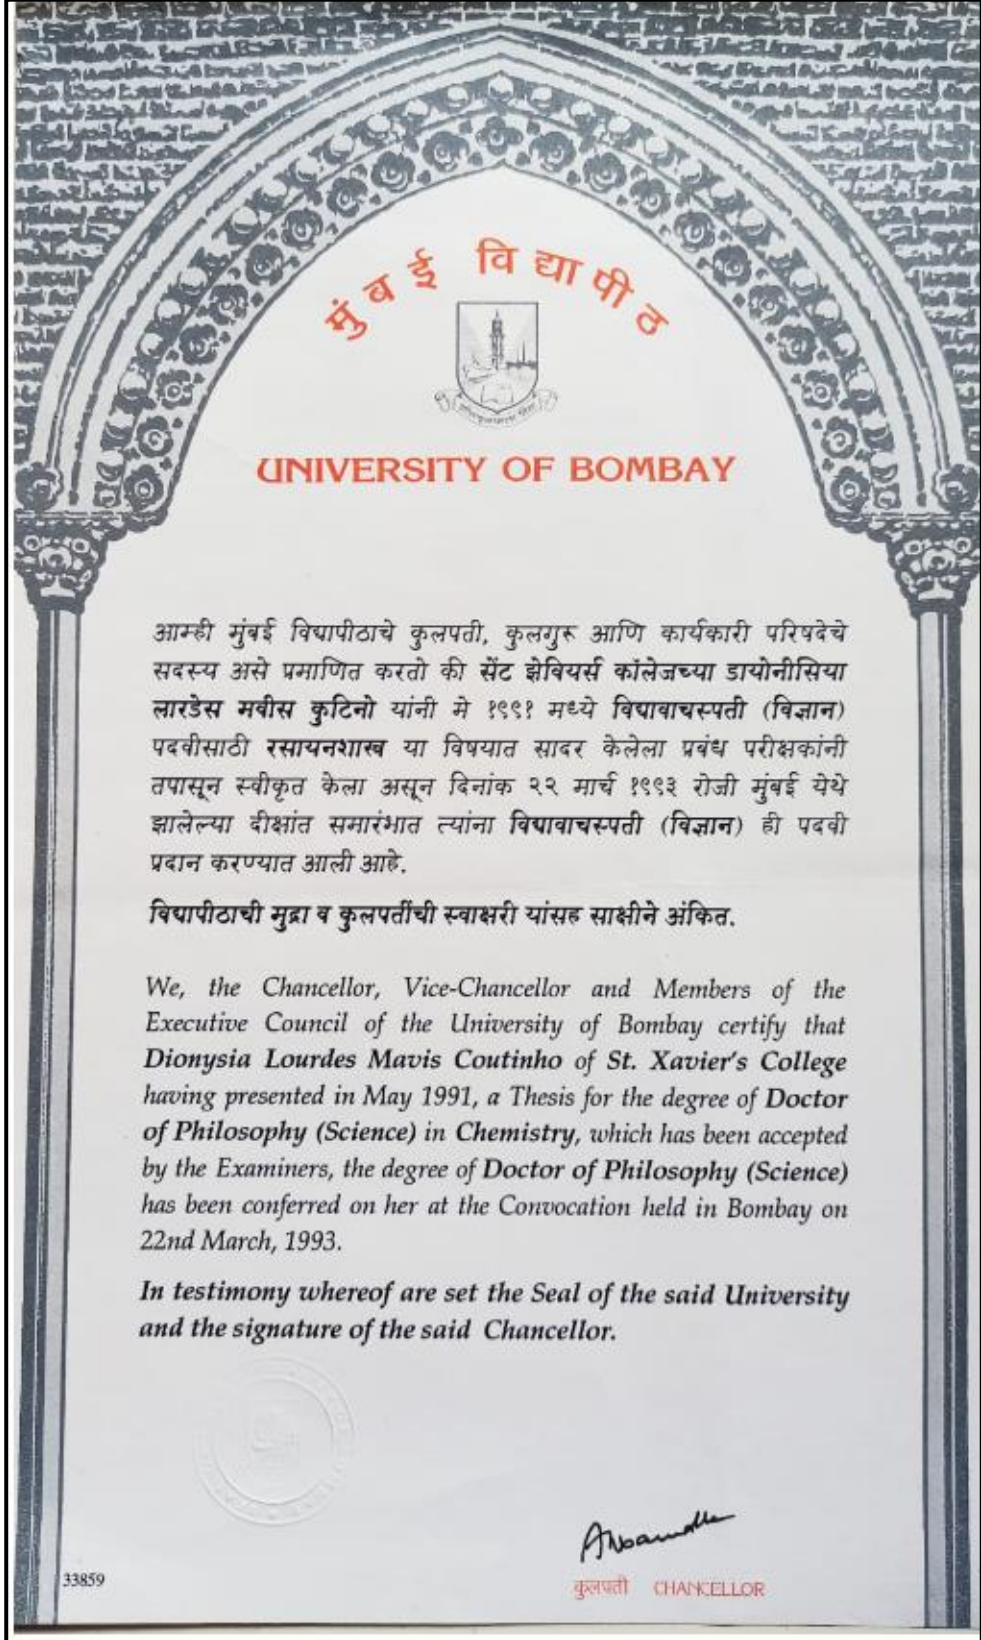 मुंबई विद्यापीठ
UNIVERSITY OF BOMBAY
आम्ही मुंबई विद्यापीठाचे कुलपती, कुलगुरू आणि कार्यकारी परिषदेचे
सदस्य असे प्रमाणित करतो की सेंट झेवियर्स कॉलेजच्या डायोनीसिया
लारडेस मवीस कुटिनो यांनी मे १९९१ मध्ये विद्यावाचस्पती (विज्ञान)
पदवीसाठी रसायनशास्त्र या विषयात सादर केलेला प्रबंध परीक्षकांनी
तपासून स्वीकृत केला असून दिनांक २२ मार्च १९९३ रोजी मुंबई येथे
झालेल्या दीक्षांत समारंभात त्यांना विद्यावाचस्पती (विज्ञान) ही पदवी
प्रदान करण्यात आली आहे.
विद्यापीठाची मुद्रा व कुलपतींची स्वाक्षरी यांसह साक्षीने अंकित.
We, the Chancellor, Vice-Chancellor and Members of the
Executive Council of the University of Bombay certify that
Dionysia Lourdes Mavis Coutinho of St. Xavier's College
having presented in May 1991, a Thesis for the degree of Doctor
of Philosophy (Science) in Chemistry, which has been accepted
by the Examiners, the degree of Doctor of Philosophy (Science)
has been conferred on her at the Convocation held in Bombay on
22nd March, 1993.
In testimony whereof are set the Seal of the said University
and the signature of the said Chancellor.
33859
कुलपती CHANCELLOR